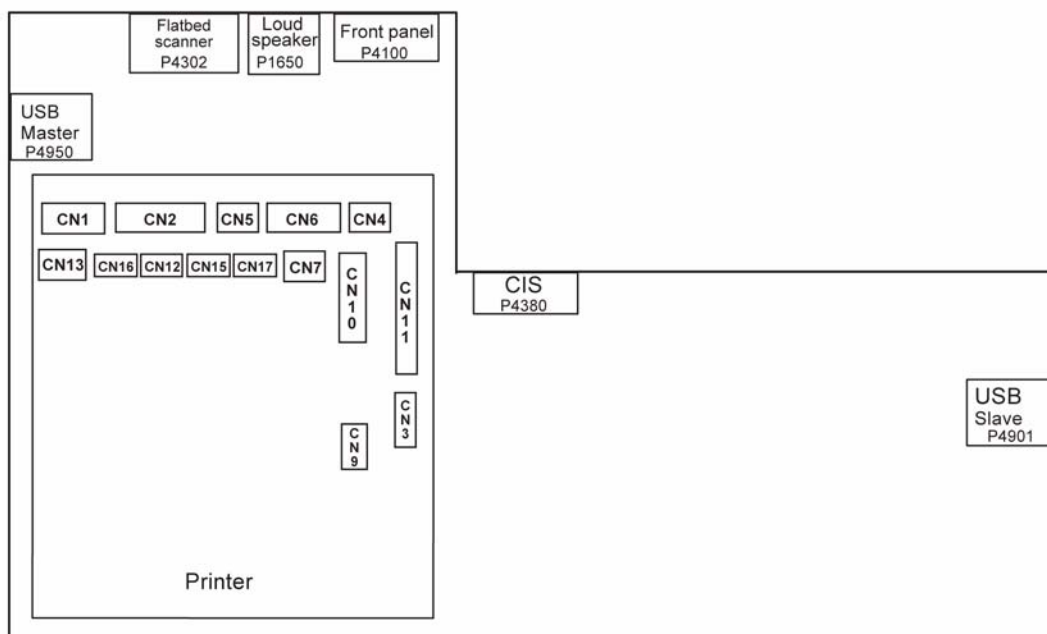 Flatbed
scanner
P4302
Loud
speaker
P1650
Front panel
P4100
USB
Master
P4950
CN1 CN2 CN5 CN6 CN4
CN13 CN16 CN12 CN15 CN17 CN7
CN10
CN11
CIS
P4380
CN3
CN9
USB
Slave
P4901
Printer